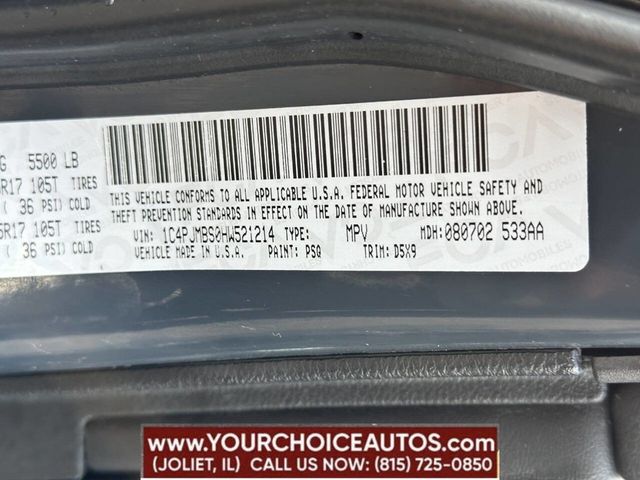 G 5500 LB
5R17 105T TIRES
( 36 PSI) COLD
5R17 105T TIRES
( 36 PSI) COLD
THIS VEHICLE CONFORMS TO ALL APPLICABLE U.S.A. FEDERAL MOTOR VEHICLE SAFETY AND
THEFT PREVENTION STANDARDS IN EFFECT ON THE DATE OF MANUFACTURE SHOWN ABOVE.
VIN: 1C4PJMBS0HW521214 TYPE: MPV MDH:080702 533AA
VEHICLE MADE IN U.S.A. PAINT: PSQ TRIM: D5X9
WWW.YOURCHOICEAUTOS.COM
(JOLIET, IL) CALL US NOW: (815) 725-0850